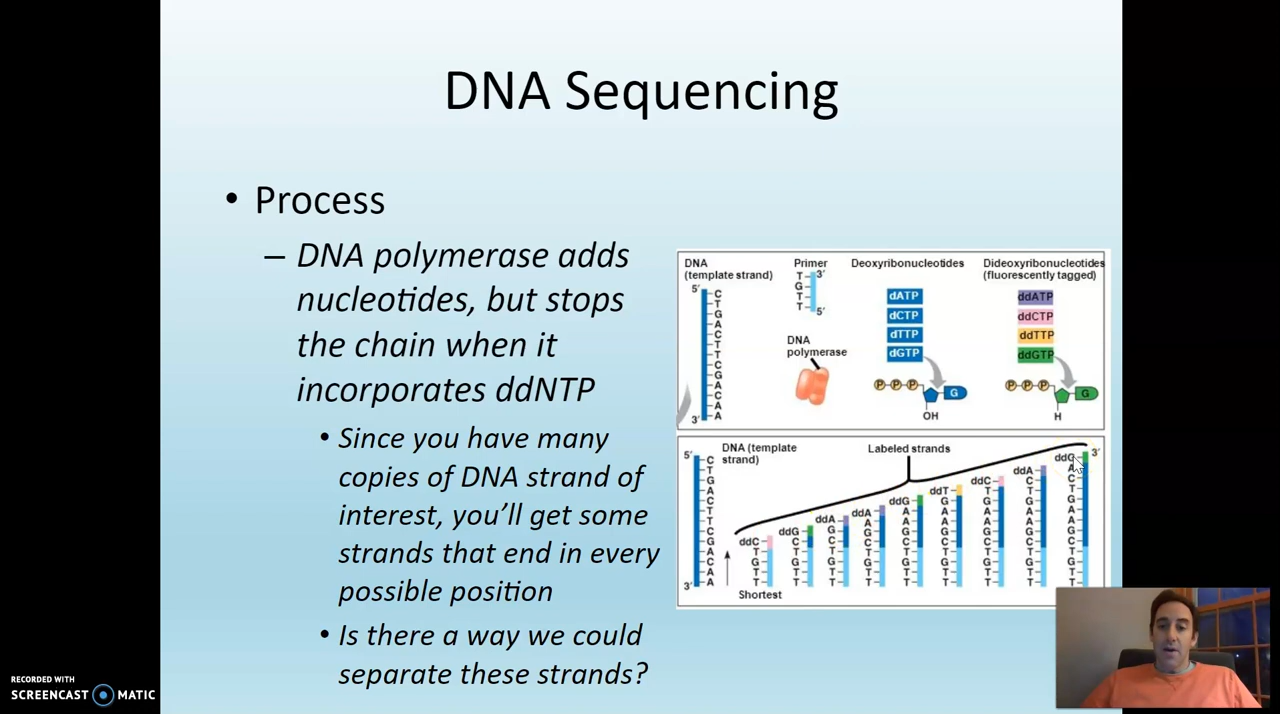 DNA Sequencing
• Process
– DNA polymerase adds
nucleotides, but stops
the chain when it
incorporates ddNTP
• Since you have many
copies of DNA strand of
interest, you'll get some
strands that end in every
possible position
• Is there a way we could
separate these strands?
DNA
(template strand)
5'
C
T
G
A
C
T
T
C
G
A
C
A
A
3'
Primer
T
G
T
T
3'
5'
DNA
polymerase
Deoxyribonucleotides
dATP
dCTP
dTTP
dGTP
P P P
G
OH
Dideoxyribonucleotides
(fluorescently tagged)
ddATP
ddCTP
ddTTP
ddGTP
P P P
G
H
DNA (template
strand)
5'
C
T
G
A
C
T
T
C
G
A
C
A
A
3'
Labeled strands
ddC
T
G
T
T
Shortest
ddG
C
T
G
T
T
ddA
G
C
T
G
T
T
ddA
A
G
C
T
G
T
T
ddG
A
A
G
C
T
G
T
T
ddT
G
A
A
G
C
T
G
T
T
ddC
T
G
A
A
G
C
T
G
T
T
ddA
C
T
G
A
A
G
C
T
G
T
T
ddG
A
C
T
G
A
A
G
C
T
G
T
3'
RECORDED WITH
SCREENCAST MATIC